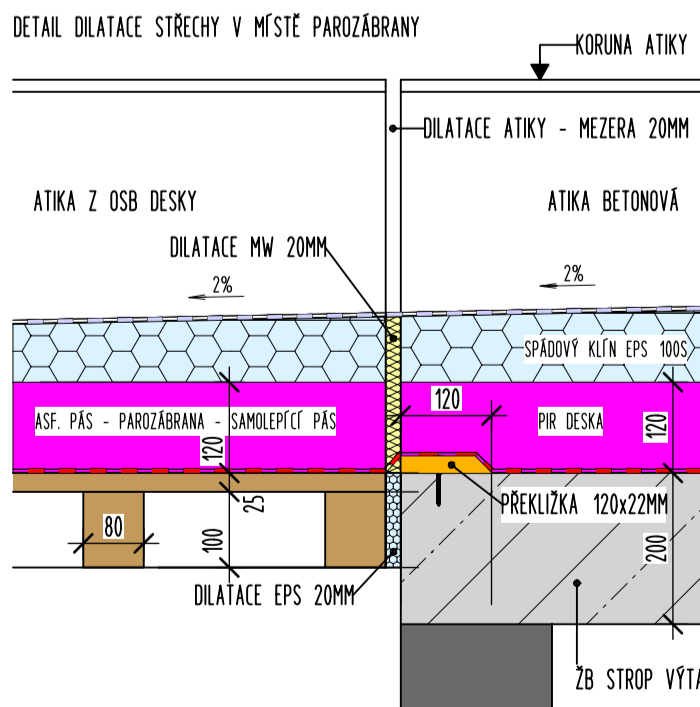 DETAIL DILATACE STŘECHY V MÍSTĚ PAROZÁBRANY
KORUNA ATIKY
DILATACE ATIKY - MEZERA 20MM
ATIKA Z OSB DESKY
ATIKA BETONOVÁ
DILATACE MW 20MM
2%
2%
SPÁDOVÝ KLÍN EPS 100S
120
ASF. PÁS - PAROZÁBRANA - SAMOLEPÍCÍ PÁS
PIR DESKA
120
120
PŘEKLIŽKA 120x22MM
25
80
100
200
DILATACE EPS 20MM
ŽB STROP VÝTA